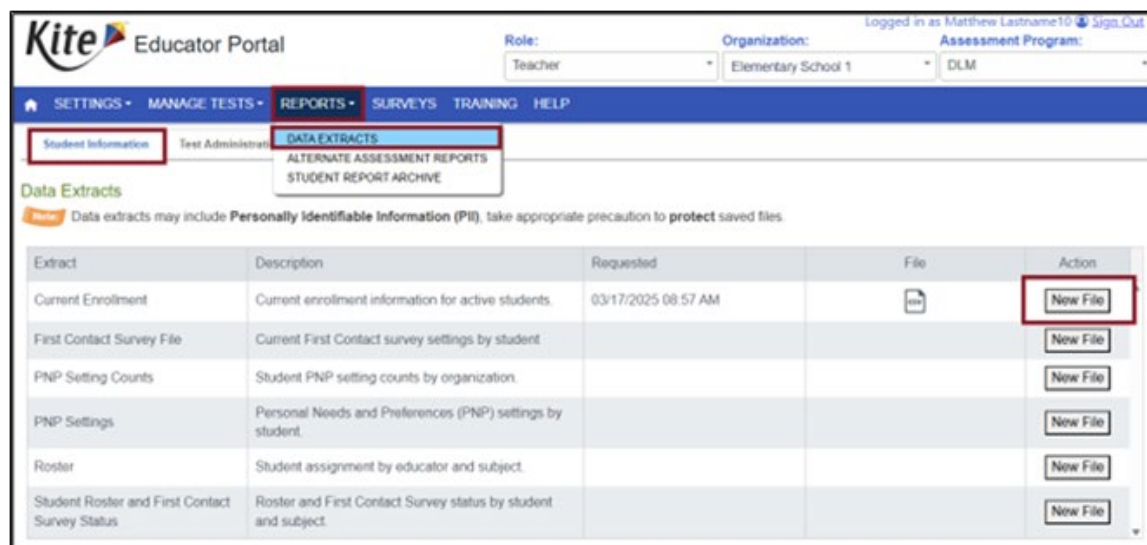 Logged in as Matthew Lastname10 Sign Out
Kite Educator Portal
Role: Organization: Assessment Program:
Teacher Elementary School 1 DLM
SETTINGS MANAGE TESTS REPORTS SURVEYS TRAINING HELP
Student Information Test Administrati DATA EXTRACTS
ALTERNATE ASSESSMENT REPORTS
STUDENT REPORT ARCHIVE
Data Extracts
Note: Data extracts may include Personally Identifiable Information (PII), take appropriate precaution to protect saved files.
Extract Description Requested File Action
Current Enrollment Current enrollment information for active students. 03/17/2025 08:57 AM New File
First Contact Survey File Current First Contact survey settings by student New File
PNP Setting Counts Student PNP setting counts by organization. New File
PNP Settings Personal Needs and Preferences (PNP) settings by
student. New File
Roster Student assignment by educator and subject. New File
Student Roster and First Contact Roster and First Contact Survey status by student
Survey Status and subject. New File